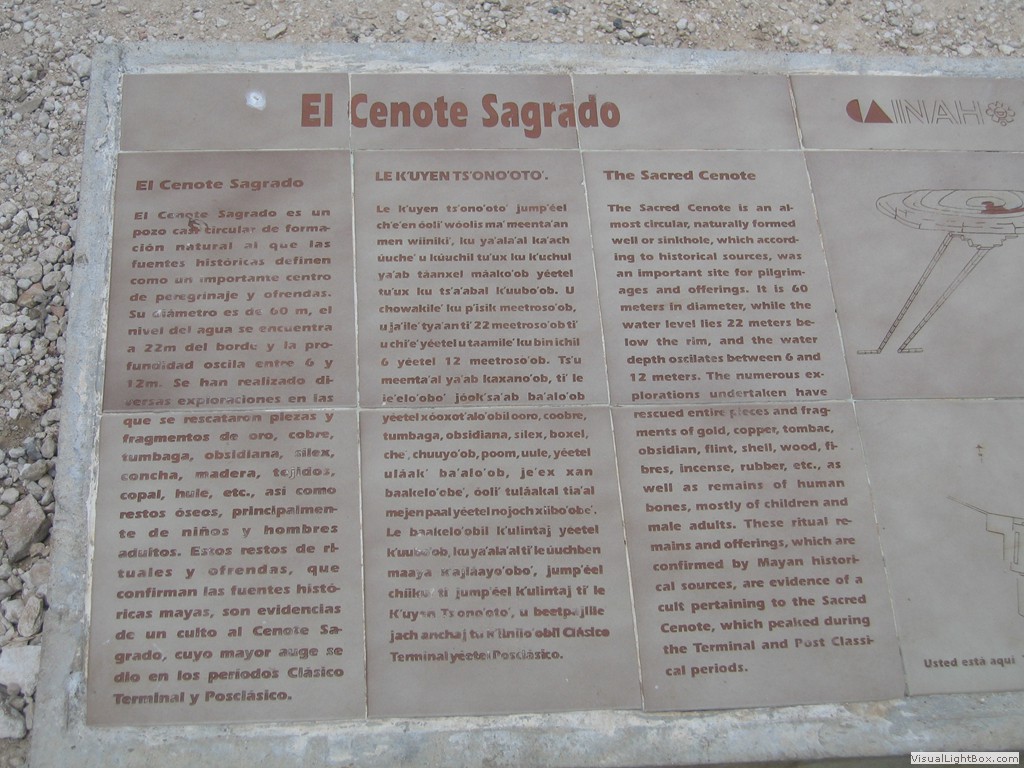 El Cenote Sagrado
INAH
El Cenote Sagrado
El Cenote Sagrado es un
pozo casi circular de forma-
ción natural al que las
fuentes históricas definen
como un importante centro
de peregrinaje y ofrendas.
Su diámetro es de 60 m, el
nivel del agua se encuentra
a 22m del borde y la pro-
funoidad oscila entre 6 y
12m. Se han realizado di-
versas exploraciones en las
que se rescataron piezas y
fragmentos de oro, cobre,
tumbaga, obsidiana, silex,
concha, madera, tejidos,
copal, hule, etc., así como
restos óseos, principalmen-
te de niños y hombres
adultos. Estos restos de ri-
tuales y ofrendas, que
confirman las fuentes histó-
ricas mayas, son evidencias
de un culto al Cenote Sa-
grado, cuyo mayor auge se
dio en los períodos Clásico
Terminal y Posclásico.
LE K'UYEN TS'ONO'OTO'.
Le k'uyen ts'ono'oto' jump'éel
ch'e'en óoli' wóolis ma' meenta'an
men wiiniki', ku ya'ala'al ka'ach
úuche' u kúuchil tu'ux ku k'uchul
ya'ab táanxel máako'ob yéetel
tu'ux ku ts'a'abal k'uubo'ob. U
chowakile' ku p'isik meetroso'ob,
u ja'ile' tya'an ti' 22 meetroso'ob ti'
u chi'e' yéetel u taamile' ku bin ichil
6 yéetel 12 meetroso'ob. Ts'u
meenta'al ya'ab kaxano'ob, ti' le
je'elo'obo' jóok'sa'ab ba'alo'ob
yéetel xóoxot'alo'obil ooro, coobre,
tumbaga, obsidiana, silex, boxel,
che', chuuyo'ob, poom, uule, yéetel
uláak' ba'alo'ob, je'ex xan
baakelo'obe', óoli' tuláakal tia'al
mejen paal yéetel nojoch xiibo'obe'.
Le baakelo'obil k'ulintaj yéetel
k'uubo'ob, ku ya'ala'al ti' le úuchben
maaya k'ajláayo'obo', jump'éel
chíikul ti' jump'éel k'ulintaj ti' le
K'uyen Ts'ono'oto', u beetpajlile
jach anchaj tu k'iiniio'obil Clásico
Terminal yéetel Posclásico.
The Sacred Cenote
The Sacred Cenote is an al-
most circular, naturally formed
well or sinkhole, which accord-
ing to historical sources, was
an important site for pilgrim-
ages and offerings. It is 60
meters in diameter, while the
water level lies 22 meters be-
low the rim, and the water
depth oscilates between 6 and
12 meters. The numerous ex-
plorations undertaken have
rescued entire pieces and frag-
ments of gold, copper, tombac,
obsidian, flint, shell, wood, fi-
bres, incense, rubber, etc., as
well as remains of human
bones, mostly of children and
male adults. These ritual re-
mains and offerings, which are
confirmed by Mayan histori-
cal sources, are evidence of a
cult pertaining to the Sacred
Cenote, which peaked during
the Terminal and Post Classi-
cal periods.
Usted está aquí
VisualLightBox.com